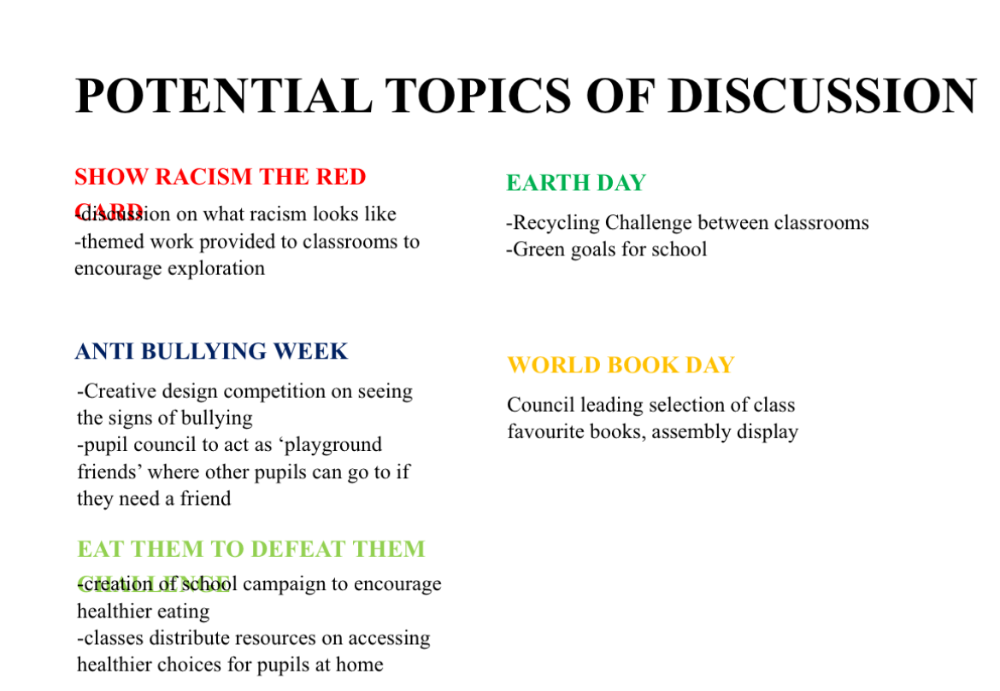 POTENTIAL TOPICS OF DISCUSSION
SHOW RACISM THE RED
CARD
-discussion on what racism looks like
-themed work provided to classrooms to
encourage exploration
ANTI BULLYING WEEK
-Creative design competition on seeing
the signs of bullying
-pupil council to act as ‘playground
friends’ where other pupils can go to if
they need a friend
EAT THEM TO DEFEAT THEM
CHALLENGE
-creation of school campaign to encourage
healthier eating
-classes distribute resources on accessing
healthier choices for pupils at home
EARTH DAY
-Recycling Challenge between classrooms
-Green goals for school
WORLD BOOK DAY
Council leading selection of class
favourite books, assembly display